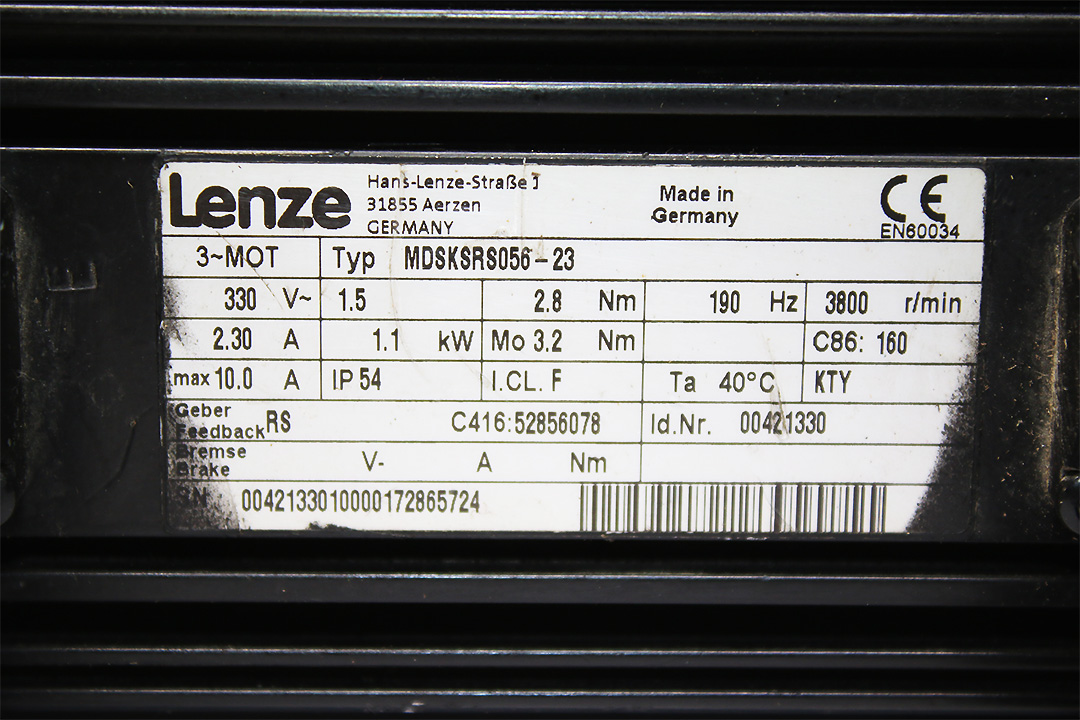 Lenze
Hans-Lenze-Straße 1
31855 Aerzen
GERMANY
Made in
Germany
CE
EN60034
3~MOT Typ MDSKSRS056-23
330 V~ 1.5 2.8 Nm 190 Hz 3800 r/min
2.30 A 1.1 kW Mo 3.2 Nm C86: 160
max 10.0 A IP 54 I.CL. F Ta 40°C KTY
Geber
Feedback RS C416:52856078 Id.Nr. 00421330
Bremse
Brake V- A Nm
SN 00421330100000172865724